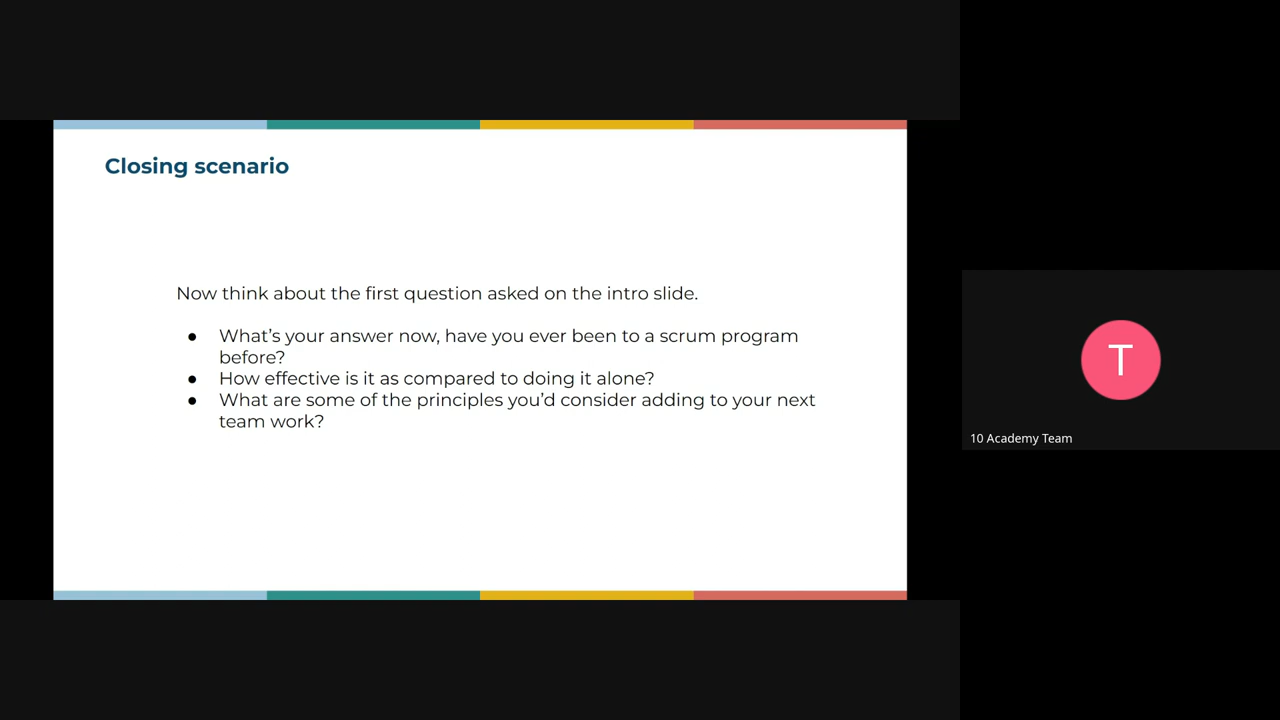 Closing scenario
Now think about the first question asked on the intro slide.
● What’s your answer now, have you ever been to a scrum program
before?
● How effective is it as compared to doing it alone?
● What are some of the principles you’d consider adding to your next
team work?
T
10 Academy Team